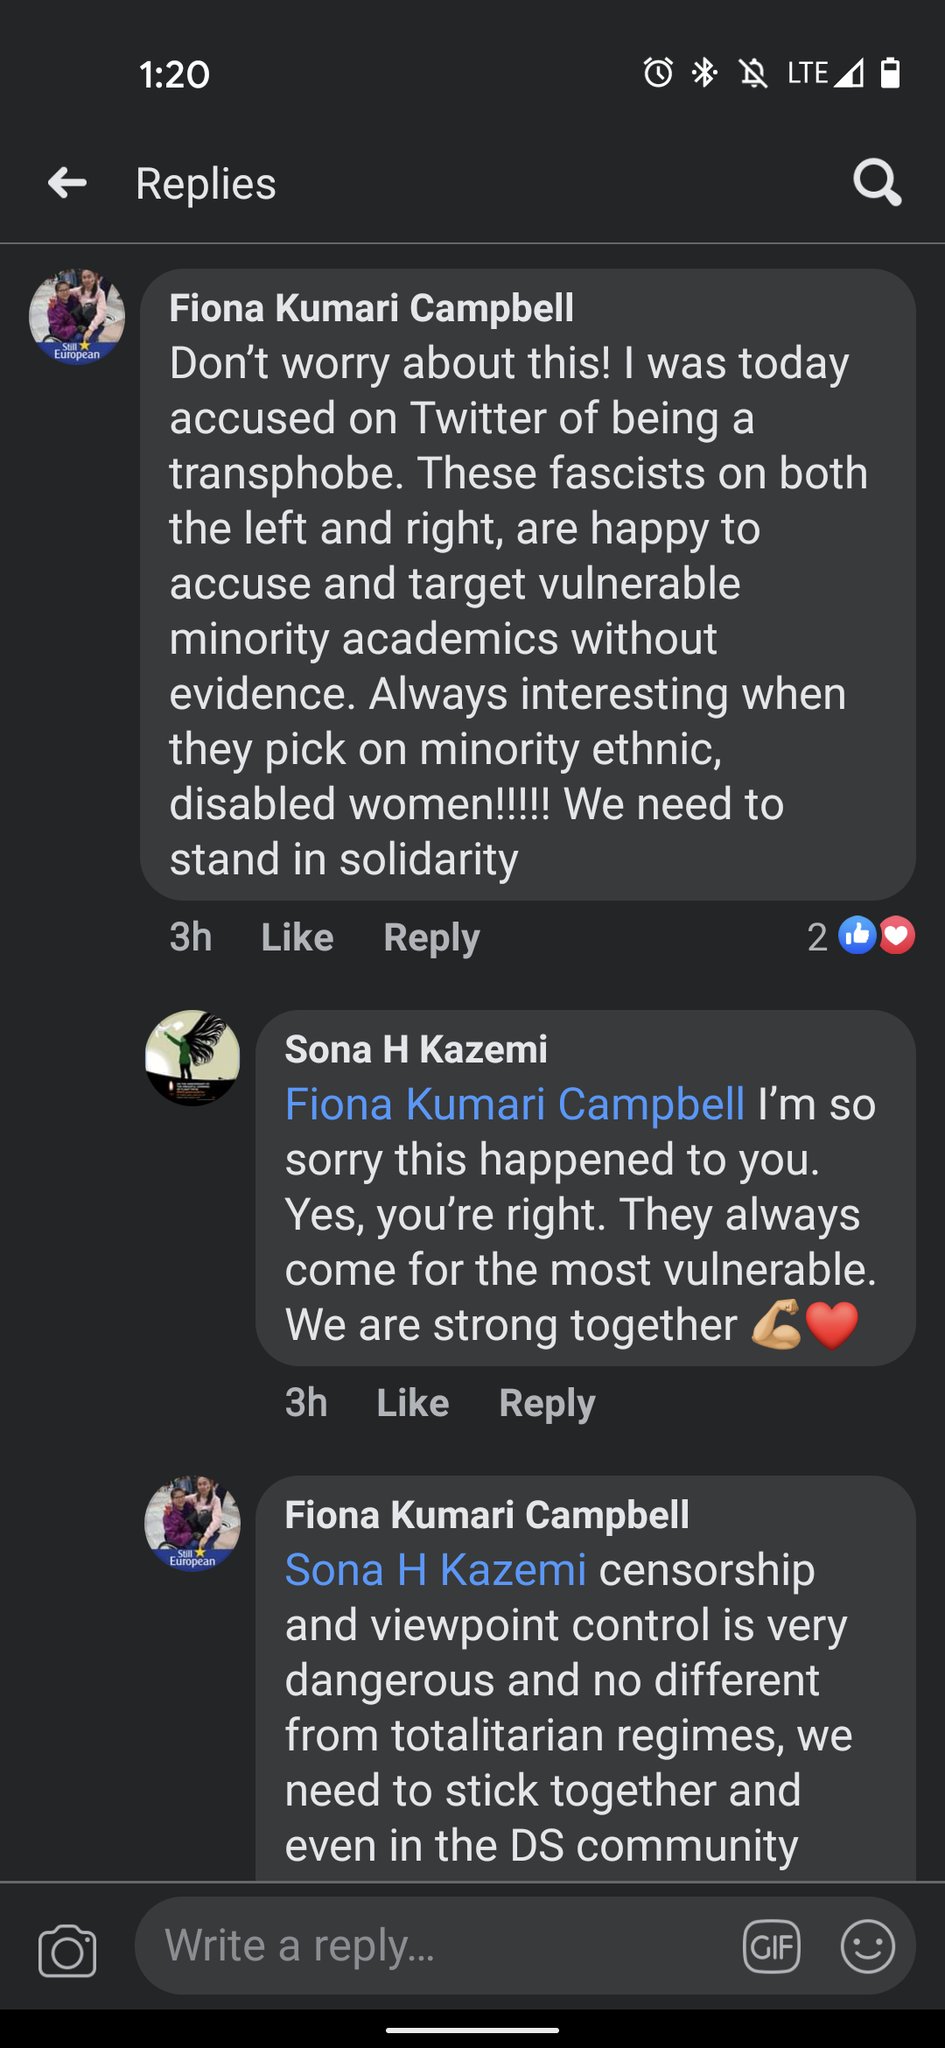 1:20
LTE
Replies
Still
European
Fiona Kumari Campbell
Don’t worry about this! I was today
accused on Twitter of being a
transphobe. These fascists on both
the left and right, are happy to
accuse and target vulnerable
minority academics without
evidence. Always interesting when
they pick on minority ethnic,
disabled women!!!!! We need to
stand in solidarity
3h Like Reply 2
Sona H Kazemi
Fiona Kumari Campbell I’m so
sorry this happened to you.
Yes, you’re right. They always
come for the most vulnerable.
We are strong together 💪🏼❤️
3h Like Reply
Still
European
Fiona Kumari Campbell
Sona H Kazemi censorship
and viewpoint control is very
dangerous and no different
from totalitarian regimes, we
need to stick together and
even in the DS community
Write a reply...
GIF